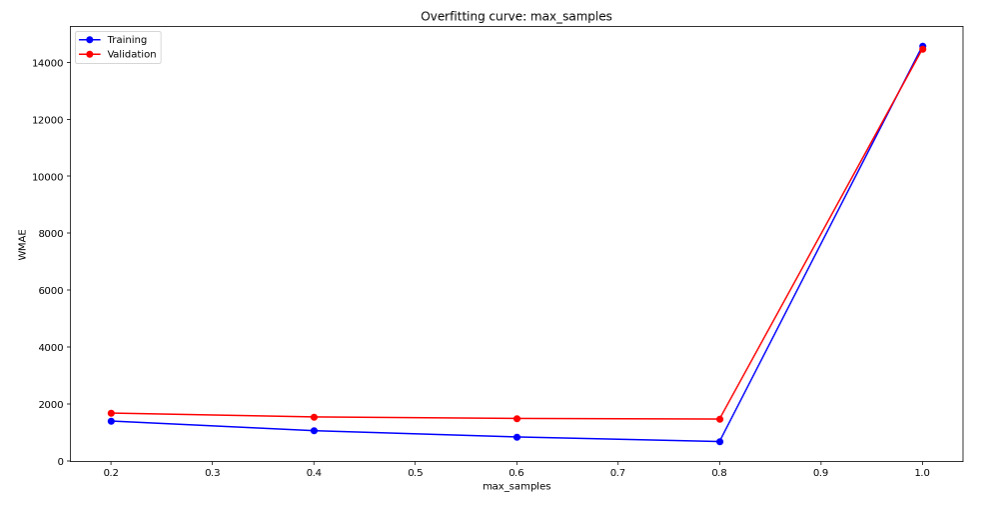 Overfitting curve: max_samples
Training
Validation
14000
12000
10000
8000
6000
4000
2000
0
WMAE
0.2 0.3 0.4 0.5 0.6 0.7 0.8 0.9 1.0
max_samples